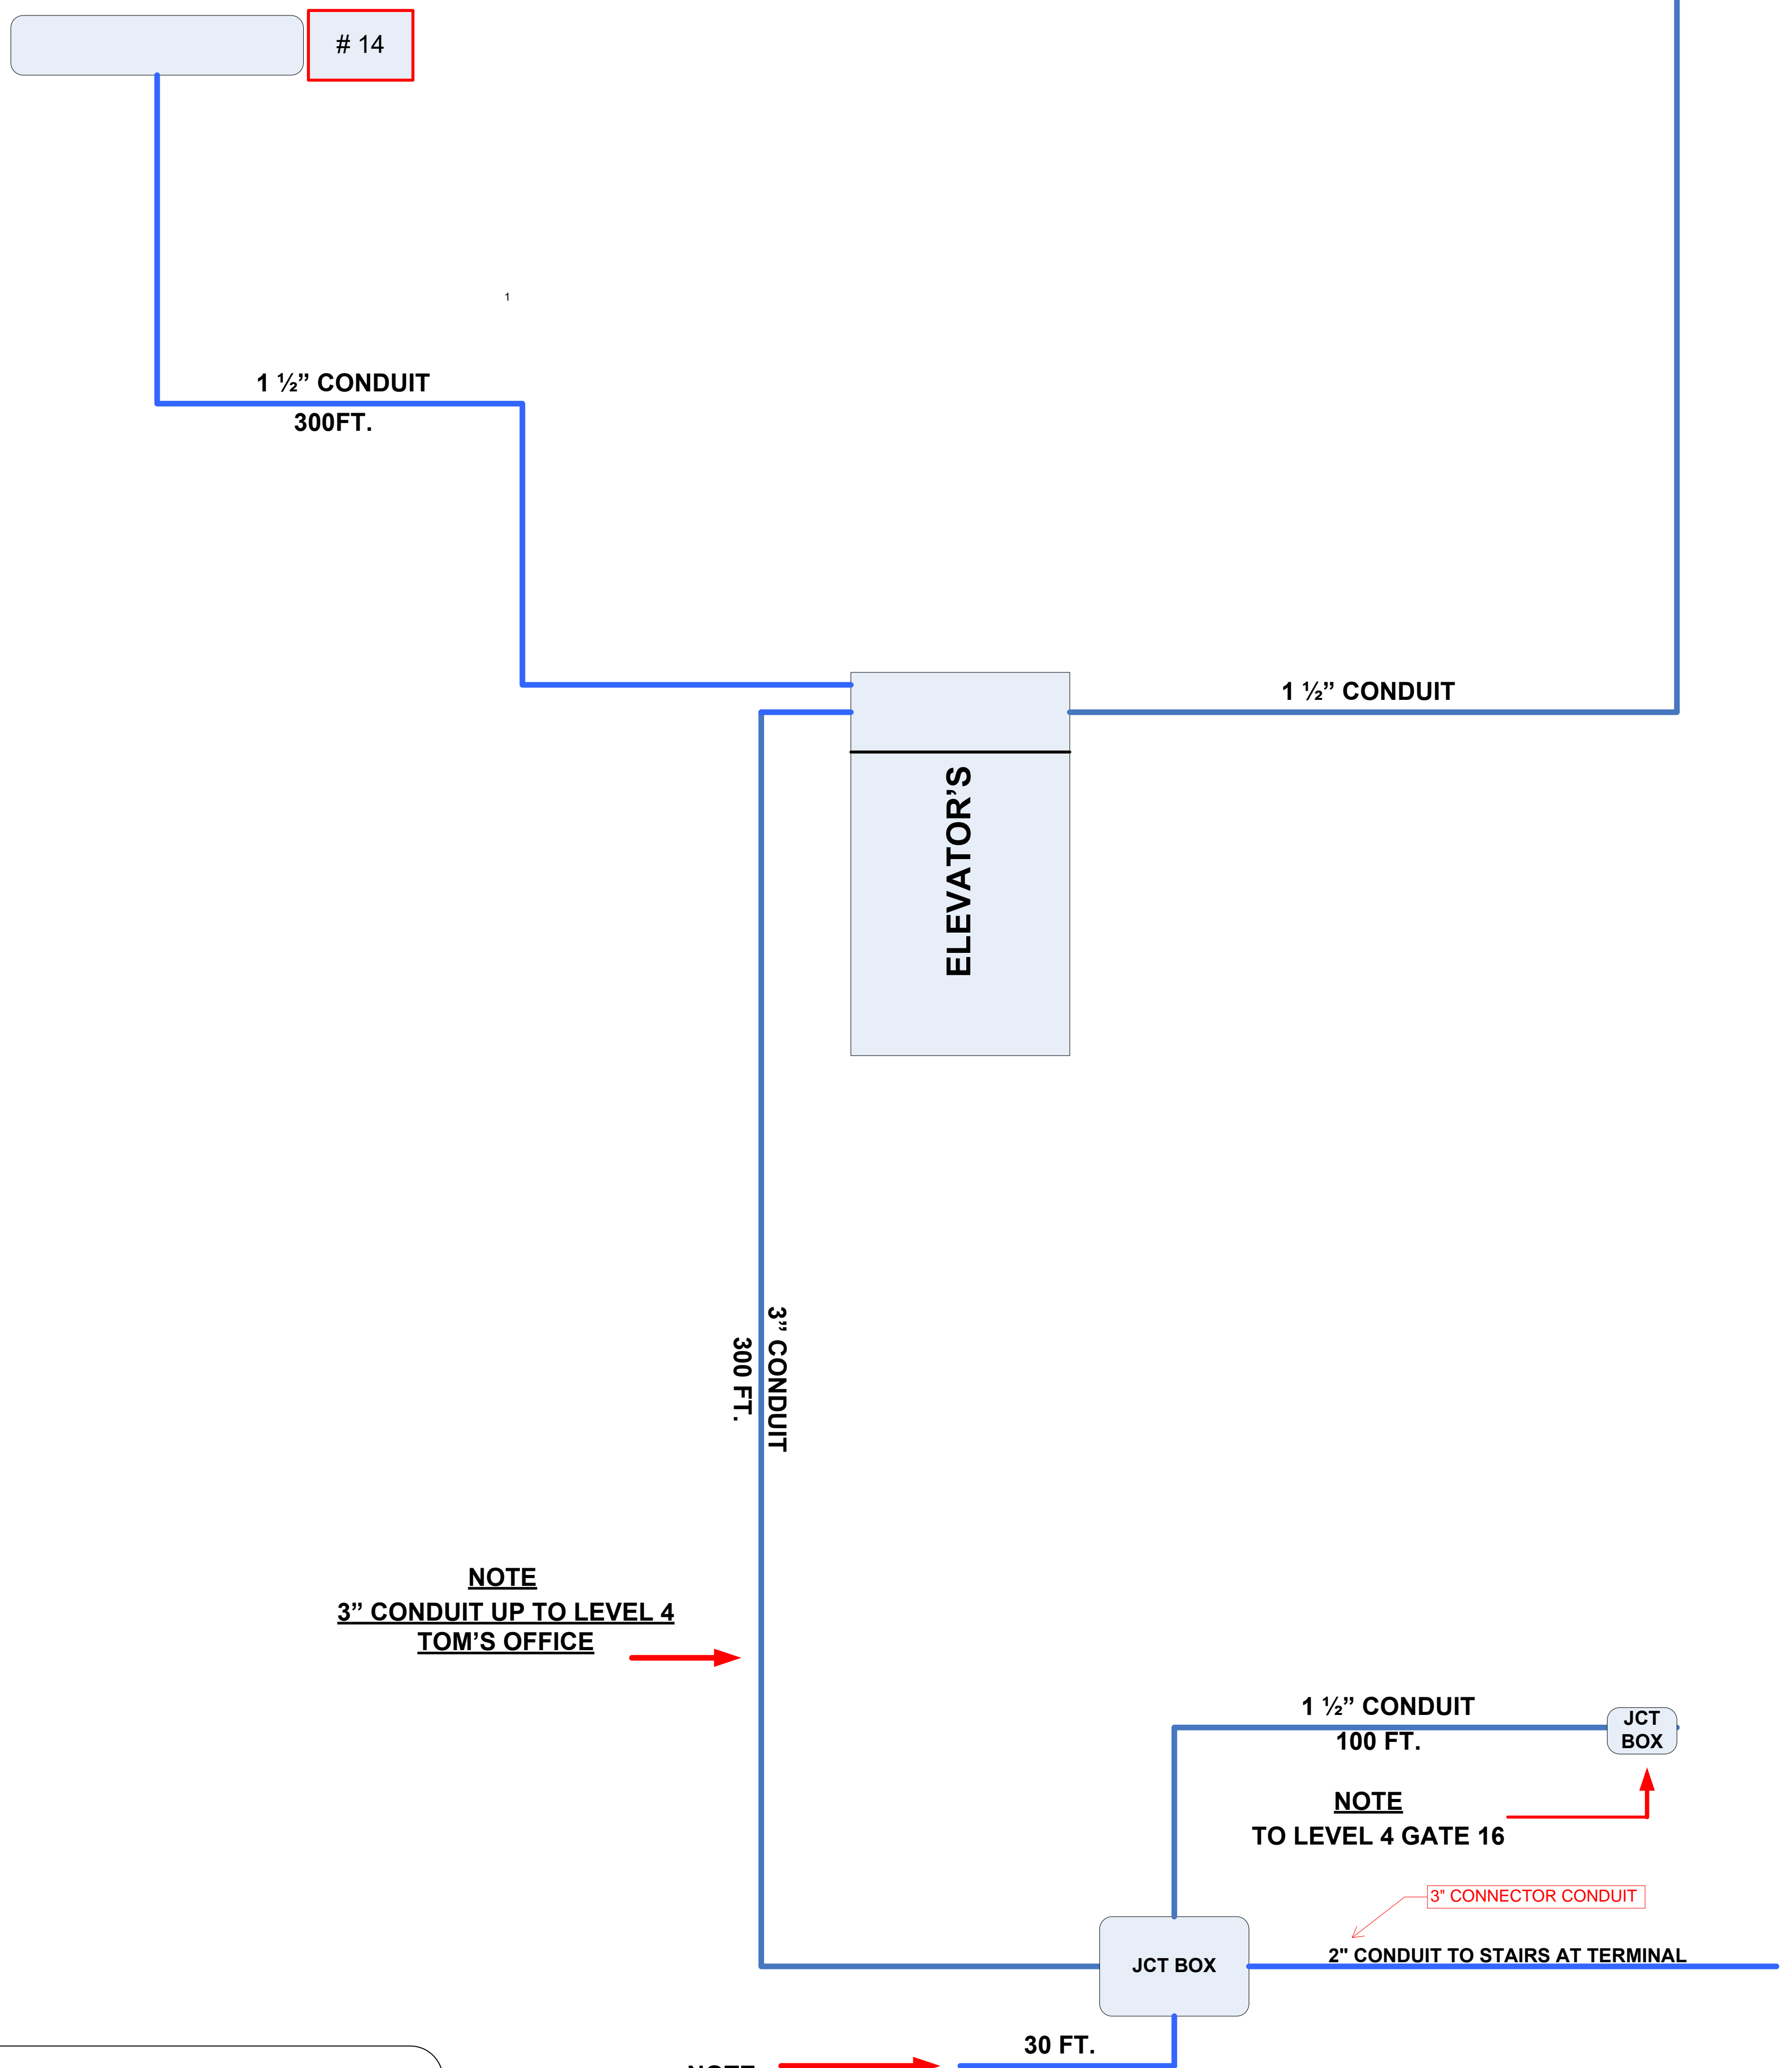 # 14
1
1 ½” CONDUIT
300FT.
1 ½” CONDUIT
ELEVATOR’S
3” CONDUIT
300 FT.
NOTE
3” CONDUIT UP TO LEVEL 4
TOM’S OFFICE
1 ½” CONDUIT
100 FT.
JCT
BOX
NOTE
TO LEVEL 4 GATE 16
3" CONNECTOR CONDUIT
2" CONDUIT TO STAIRS AT TERMINAL
JCT BOX
30 FT.
NOTE